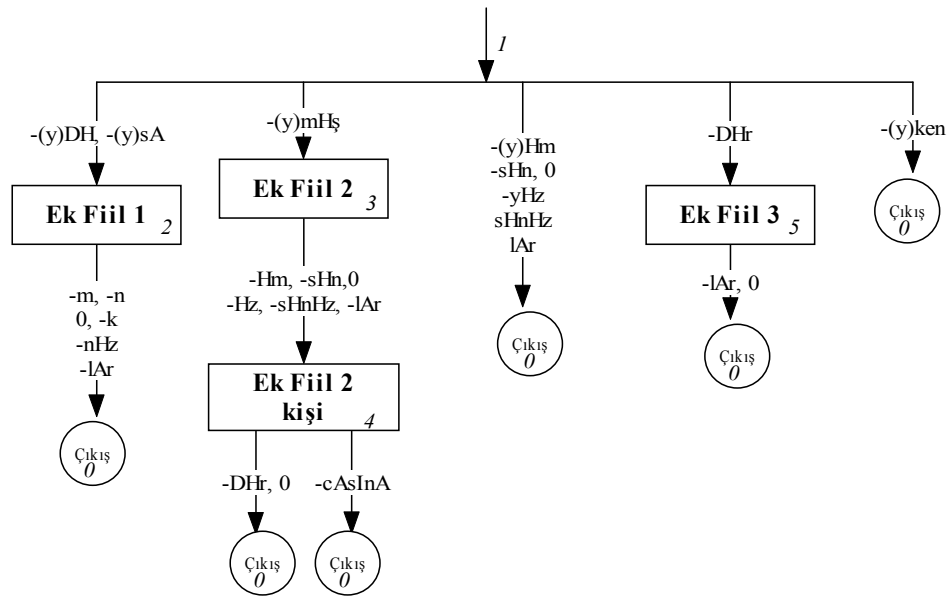 1
-(y)DH, -(y)sA
Ek Fiil 1
2
-m, -n
0, -k
-nHz
-lAr
Çıkış
0
-(y)mHş
Ek Fiil 2
3
-Hm, -sHn,0
-Hz, -sHnHz, -lAr
Ek Fiil 2
kişi
4
-DHr, 0
Çıkış
0
-cAsInA
Çıkış
0
-(y)Hm
-sHn, 0
-yHz
sHnHz
lAr
Çıkış
0
-DHr
Ek Fiil 3
5
-lAr, 0
Çıkış
0
-(y)ken
Çıkış
0